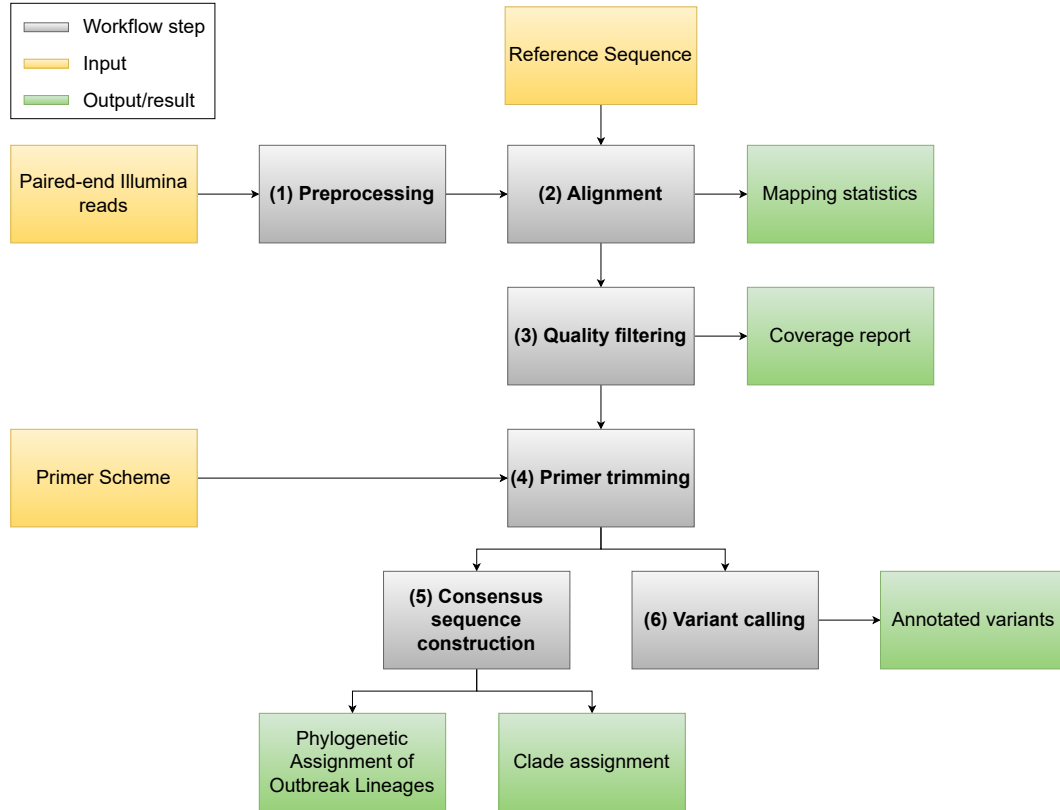 Workflow step
Input
Output/result
Reference Sequence
Paired-end Illumina
reads
(1) Preprocessing
(2) Alignment
Mapping statistics
(3) Quality filtering
Coverage report
Primer Scheme
(4) Primer trimming
(5) Consensus
sequence
construction
(6) Variant calling
Annotated variants
Phylogenetic
Assignment of
Outbreak Lineages
Clade assignment